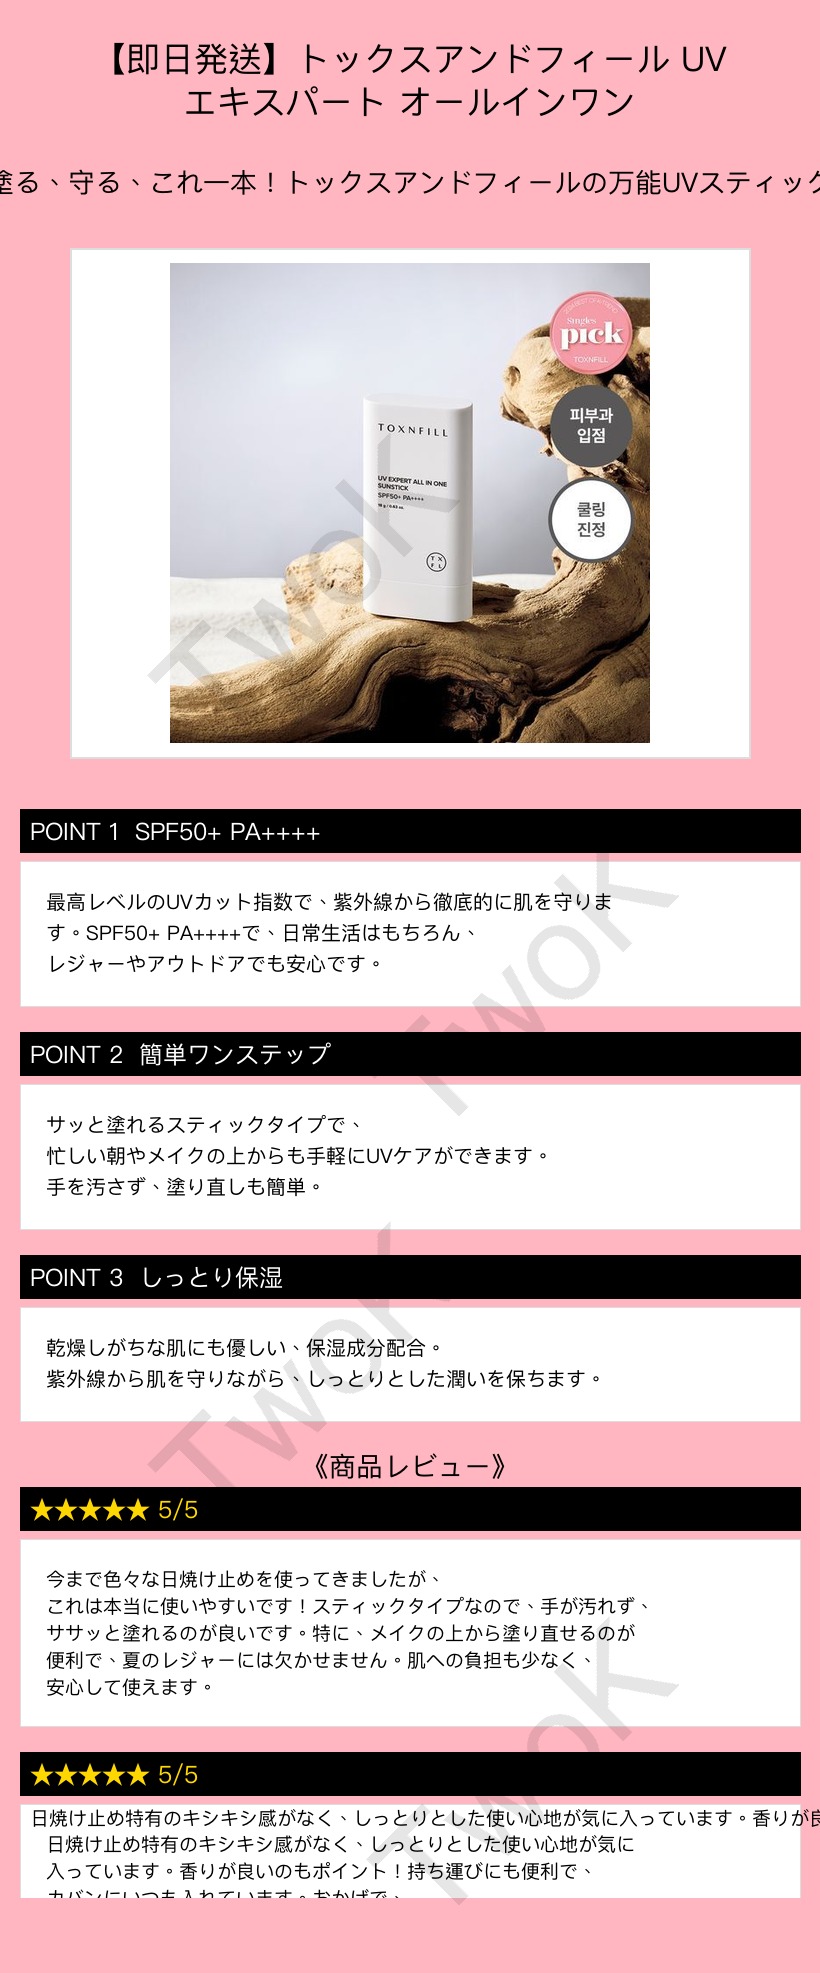 【即日発送】トックスアンドフィール UV
エキスパート オールインワン
塗る、守る、これ一本！トックスアンドフィールの万能UVスティック
Singles
pick
TOXNFILL
피부과
입점
쿨링
진정
TOXNFILL
UV EXPERT ALL IN ONE
SUNSTICK
SPF50+ PA++++
18 g / 0.63 oz.
TX
FL
TwoK
POINT 1 SPF50+ PA++++
最高レベルのUVカット指数で、紫外線から徹底的に肌を守りま
す。SPF50+ PA++++で、日常生活はもちろん、
レジャーやアウトドアでも安心です。
TwoK
POINT 2 簡単ワンステップ
サッと塗れるスティックタイプで、
忙しい朝やメイクの上からも手軽にUVケアができます。
手を汚さず、塗り直しも簡単。
POINT 3 しっとり保湿
乾燥しがちな肌にも優しい、保湿成分配合。
紫外線から肌を守りながら、しっとりとした潤いを保ちます。
TwoK
《商品レビュー》
★★★★★ 5/5
今まで色々な日焼け止めを使ってきましたが、
これは本当に使いやすいです！スティックタイプなので、手が汚れず、
ササッと塗れるのが良いです。特に、メイクの上から塗り直せるのが
便利で、夏のレジャーには欠かせません。肌への負担も少なく、
安心して使えます。
TwoK
★★★★★ 5/5
日焼け止め特有のキシキシ感がなく、しっとりとした使い心地が気に入っています。香りが良
日焼け止め特有のキシキシ感がなく、しっとりとした使い心地が気に
入っています。香りが良いのもポイント！持ち運びにも便利で、
カバンにいつも入れています。おかげで、